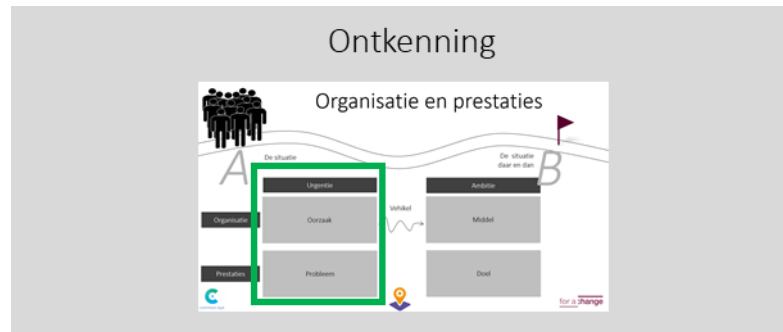 Ontkenning
Organisatie en prestaties
A
De situatie
De situatie
daar en dan
B
Urgentie
Ambitie
Organisatie
Oorzaak
Vehikel
Middel
Prestaties
Probleem
Doel
for a change